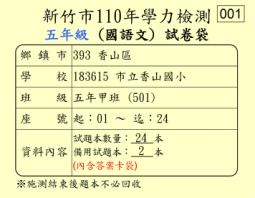 新竹市110年學力檢測 001
五年級（國語文）試卷袋
鄉鎮市 393 香山區
學校 183615 市立香山國小
班級 五年甲班 (501)
座號 起：01 ～ 迄：24
資料內容 試題本數量：24 本
備用試題本：2 本
(內含答案卡袋)
※施測結束後題本不必回收